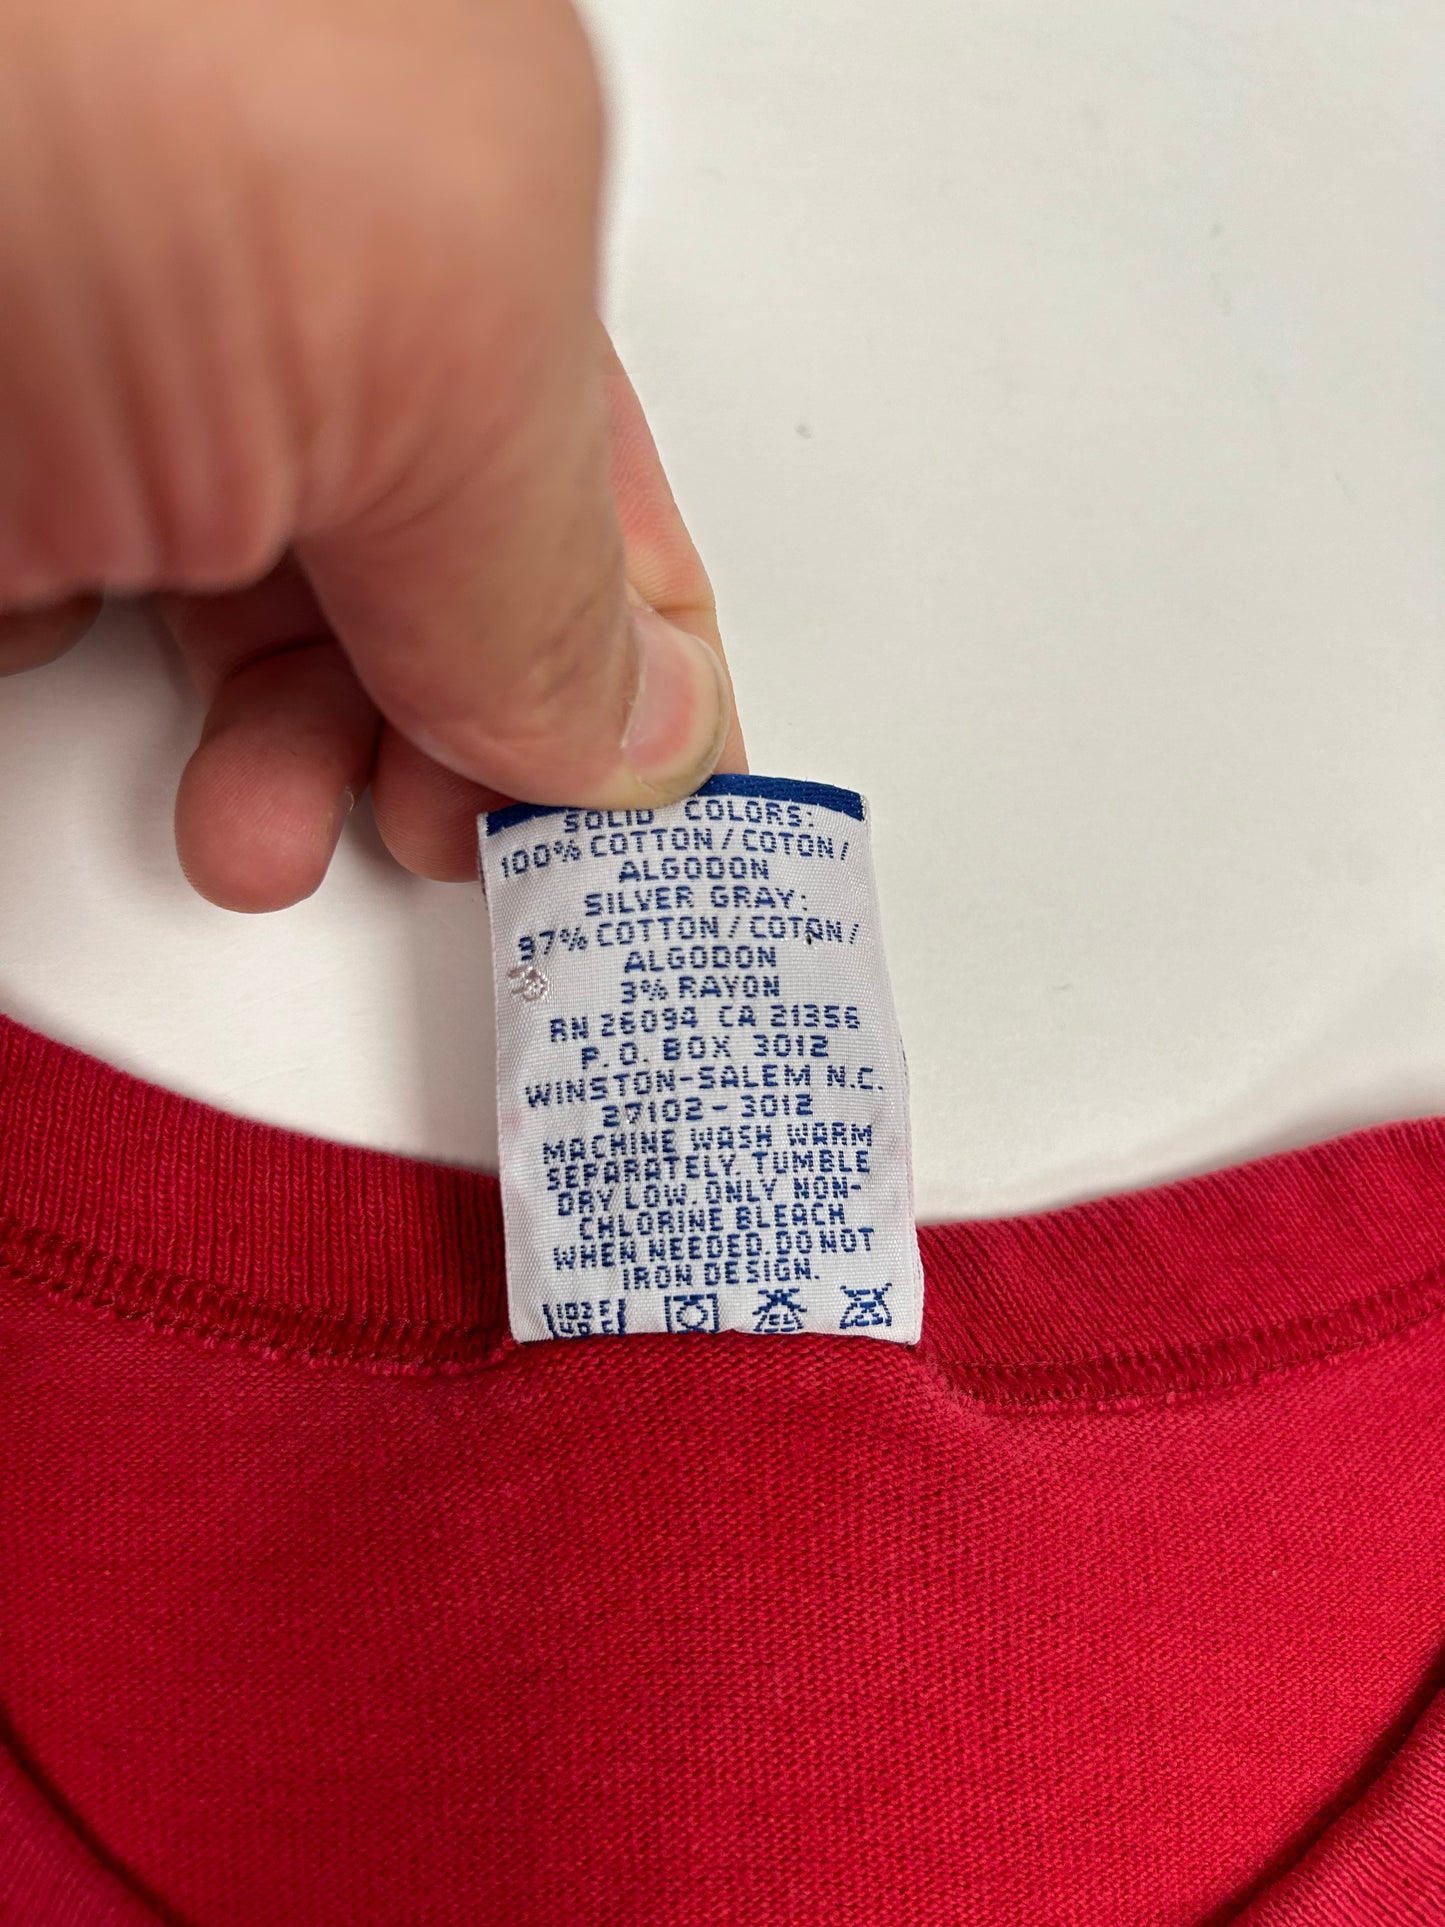 SOLID COLORS:
100% COTTON / COTON /
ALGODON
SILVER GRAY:
97% COTTON / COTON /
ALGODON
3% RAYON
RN 26094 CA 21356
P.O. BOX 3012
WINSTON-SALEM N.C.
27102-3012
MACHINE WASH WARM
SEPARATELY. TUMBLE
DRY LOW. ONLY NON-
CHLORINE BLEACH
WHEN NEEDED. DO NOT
IRON DESIGN.